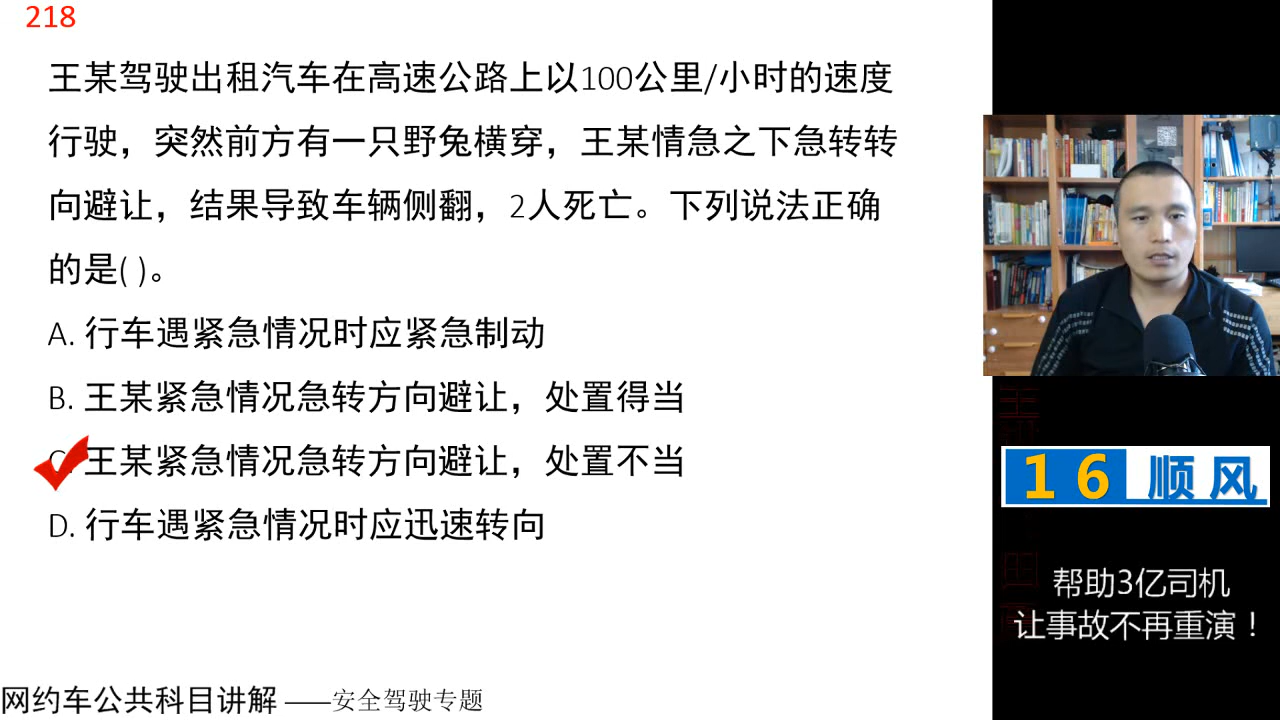 218
王某驾驶出租汽车在高速公路上以100公里/小时的速度
行驶，突然前方有一只野兔横穿，王某情急之下急转转
向避让，结果导致车辆侧翻，2人死亡。下列说法正确
的是( )。
A. 行车遇紧急情况时应紧急制动
B. 王某紧急情况急转方向避让，处置得当
C. 王某紧急情况急转方向避让，处置不当
D. 行车遇紧急情况时应迅速转向
网约车公共科目讲解 ——安全驾驶专题
16 顺风
帮助3亿司机
让事故不再重演！